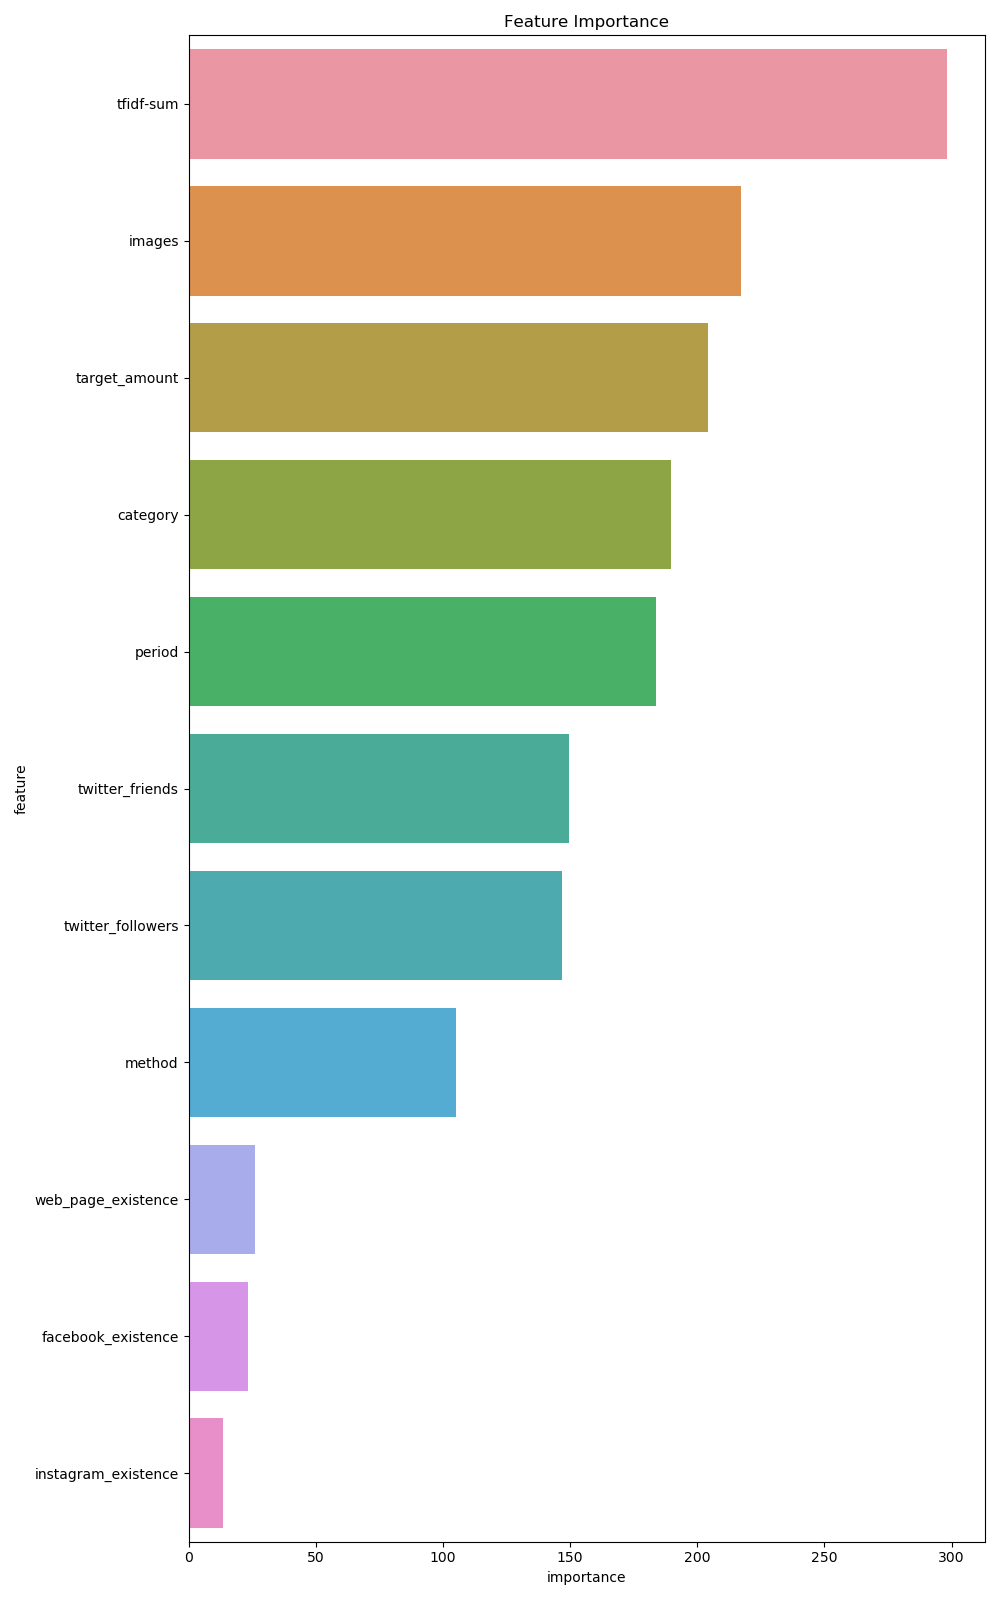 Feature Importance
tfidf-sum
images
target_amount
category
period
twitter_friends
twitter_followers
method
web_page_existence
facebook_existence
instagram_existence
feature
0 50 100 150 200 250 300
importance